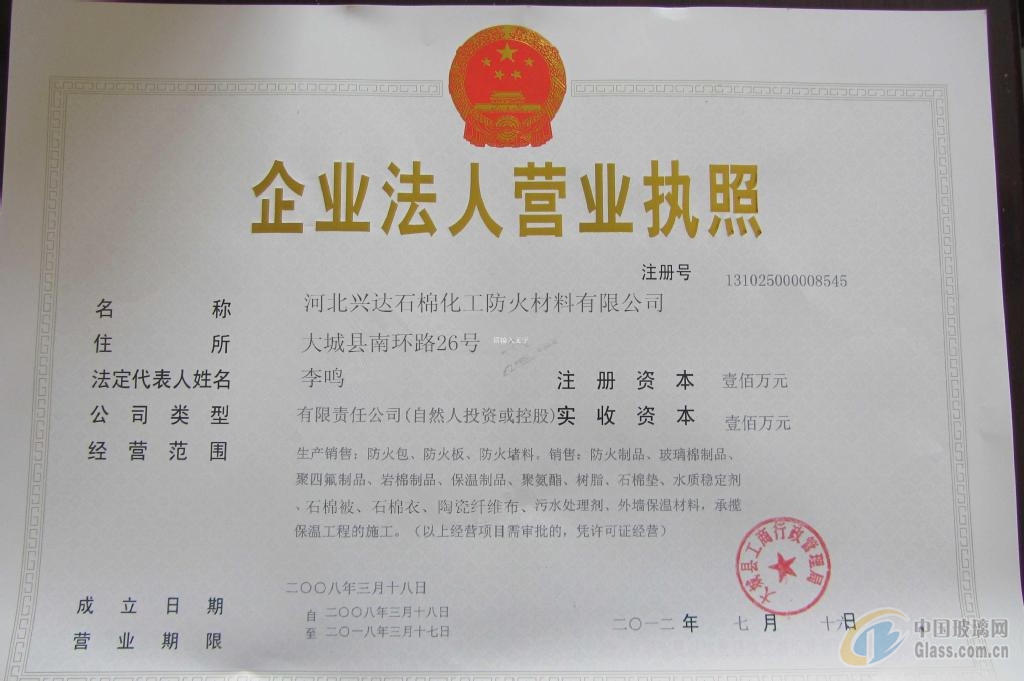 企业法人营业执照
注册号 131025000008545
名称 河北兴达石棉化工防火材料有限公司
住所 大城县南环路26号
请输入文字
法定代表人姓名 李鸣 注册资本 壹佰万元
公司类型 有限责任公司(自然人投资或控股) 实收资本 壹佰万元
经营范围 生产销售：防火包、防火板、防火堵料。销售：防火制品、玻璃棉制品、
聚四氟制品、岩棉制品、保温制品、聚氨酯、树脂、石棉垫、水质稳定剂
、石棉被、石棉衣、陶瓷纤维布、污水处理剂、外墙保温材料，承揽
保温工程的施工。（以上经营项目需审批的，凭许可证经营）
大城县工商行政管理局
成立日期 二〇〇八年三月十八日
营业期限 自 二〇〇八年三月十八日
至 二〇一八年三月十七日
二〇一二 年 七 月 十六 日
中国玻璃网
Glass.com.cn